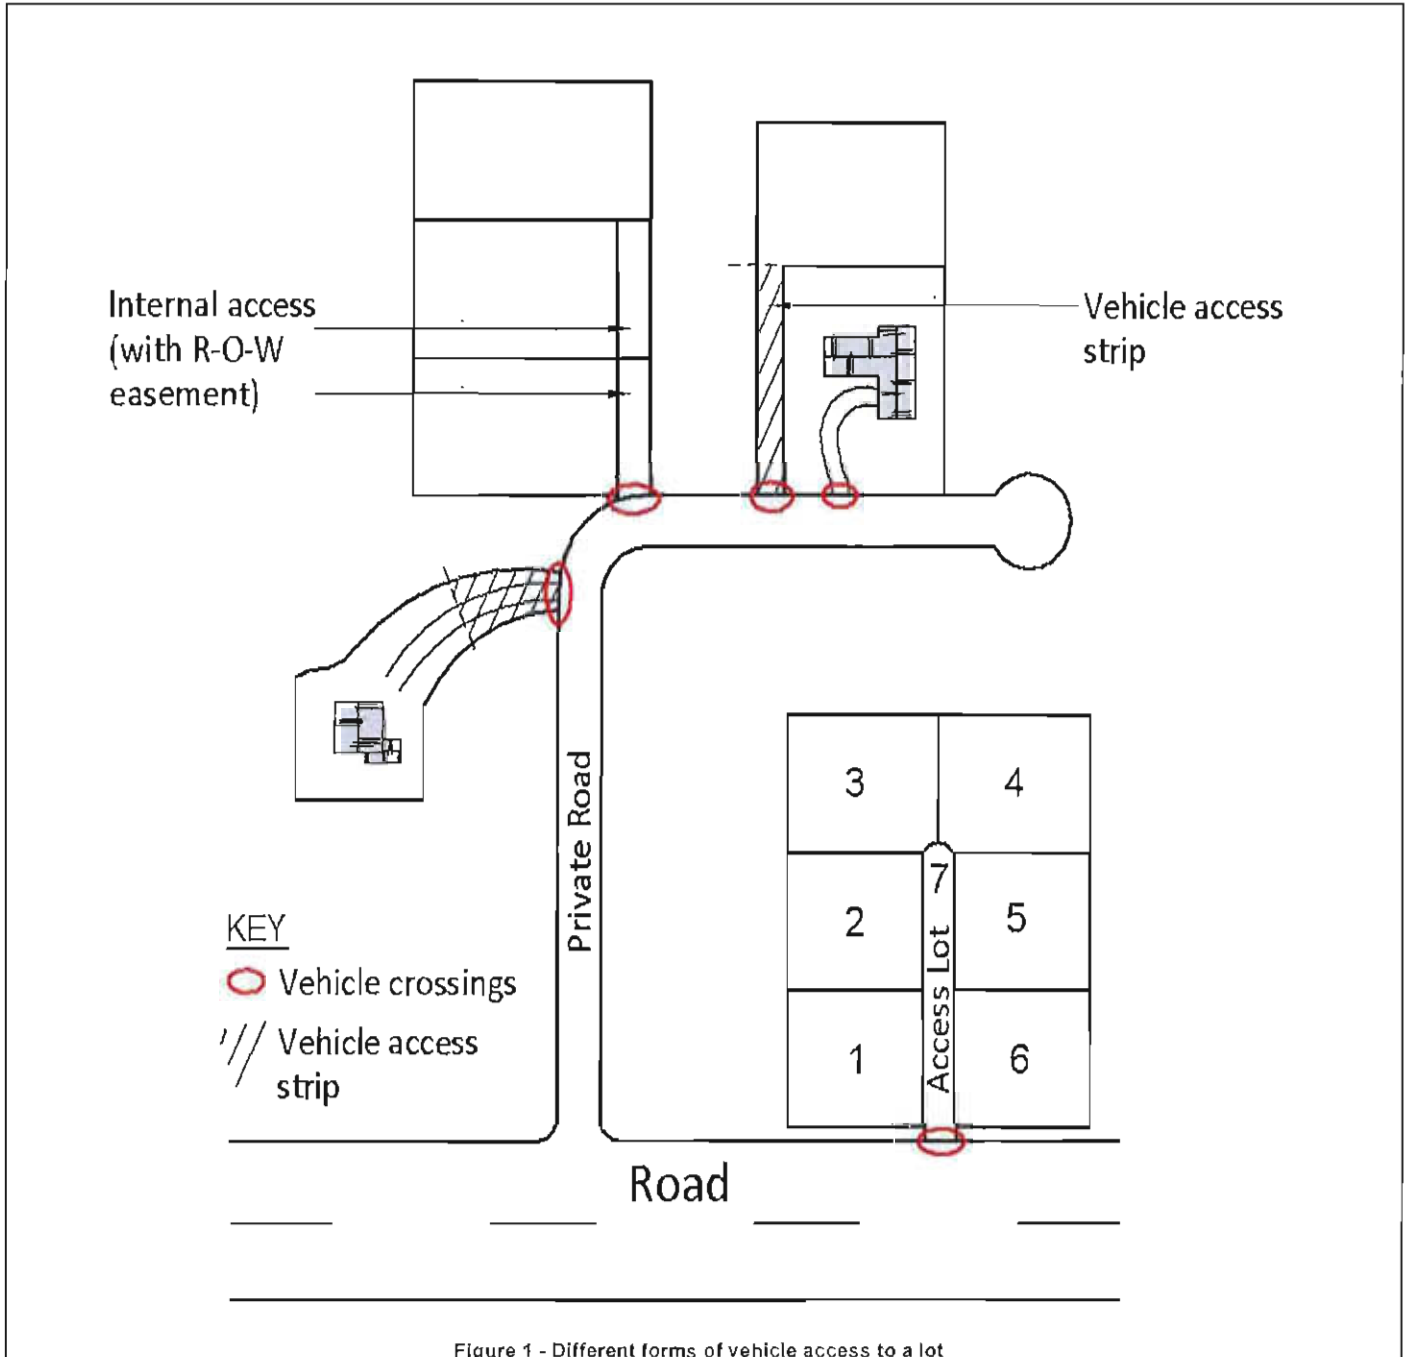 Internal access
(with R-O-W
easement)
Vehicle access
strip
Private Road
3
4
2
7
5
1
Access Lot
6
KEY
Vehicle crossings
Vehicle access
strip
Road
Figure 1 - Different forms of vehicle access to a lot